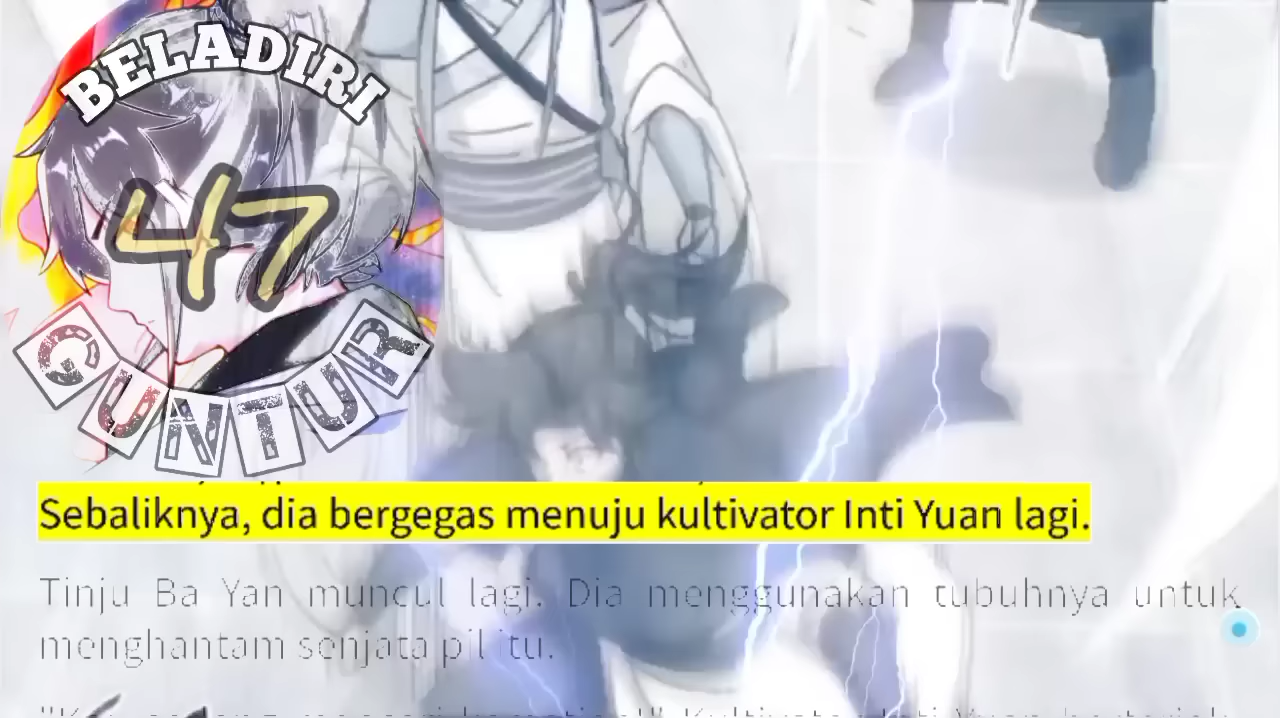 BELADIRI
47
GUNTUR
Sebaliknya, dia bergegas menuju kultivator Inti Yuan lagi.
Tinju Ba Yan muncul lagi. Dia menggunakan tubuhnya untuk
menghantam senjata pil itu.